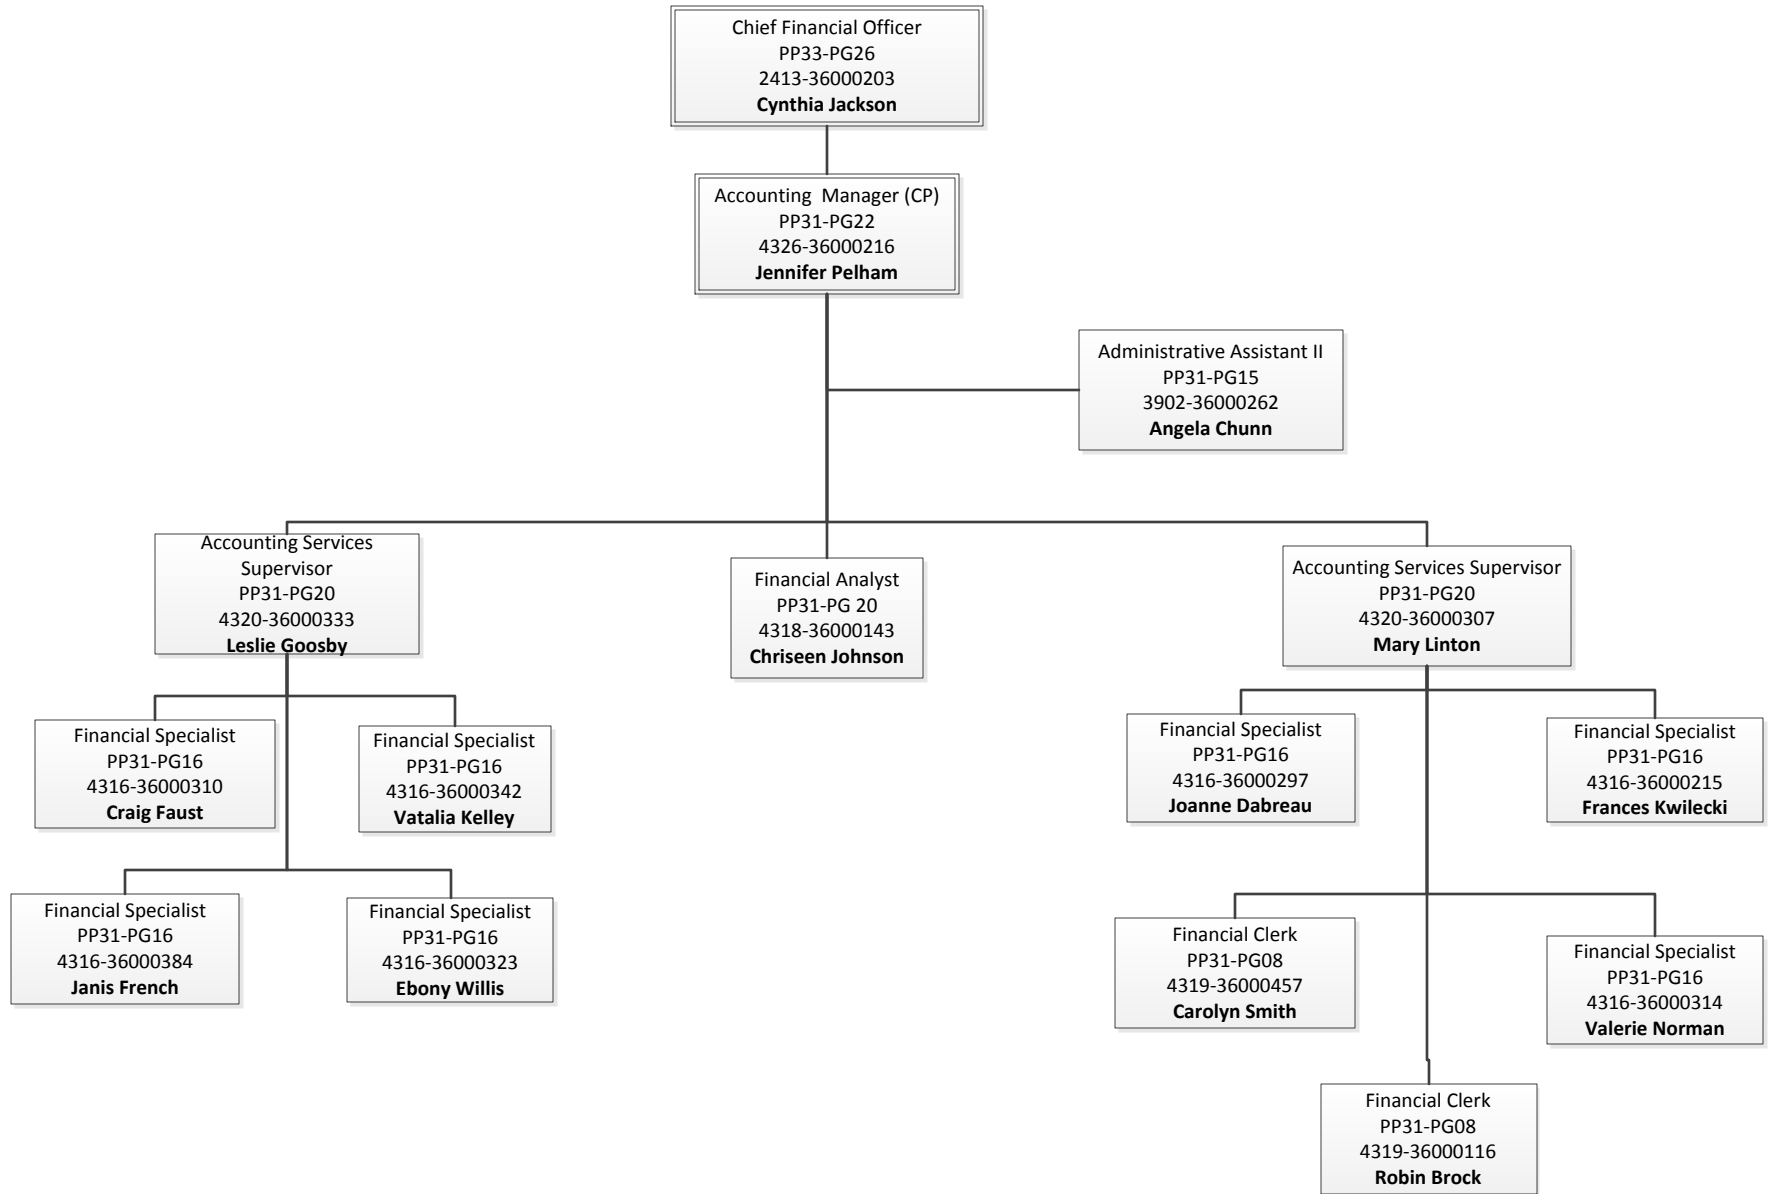 Chief Financial Officer
PP33-PG26
2413-36000203
Cynthia Jackson
Accounting  Manager (CP)
PP31-PG22
4326-36000216
Jennifer Pelham
Administrative Assistant II
PP31-PG15
3902-36000262
Angela Chunn
Accounting Services
Supervisor
PP31-PG20
4320-36000333
Leslie Goosby
Financial Analyst
PP31-PG 20
4318-36000143
Chriseen Johnson
Accounting Services Supervisor
PP31-PG20
4320-36000307
Mary Linton
Financial Specialist
PP31-PG16
4316-36000310
Craig Faust
Financial Specialist
PP31-PG16
4316-36000342
Vatalia Kelley
Financial Specialist
PP31-PG16
4316-36000297
Joanne Dabreau
Financial Specialist
PP31-PG16
4316-36000215
Frances Kwilecki
Financial Specialist
PP31-PG16
4316-36000384
Janis French
Financial Specialist
PP31-PG16
4316-36000323
Ebony Willis
Financial Clerk
PP31-PG08
4319-36000457
Carolyn Smith
Financial Specialist
PP31-PG16
4316-36000314
Valerie Norman
Financial Clerk
PP31-PG08
4319-36000116
Robin Brock